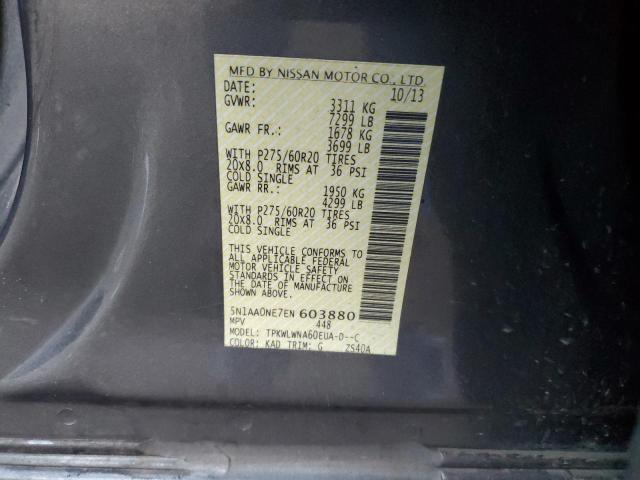 MFD BY NISSAN MOTOR CO., LTD.
DATE: 10/13
GVWR: 3311 KG
7299 LB
GAWR FR.: 1678 KG
3699 LB
WITH P275/60R20 TIRES
20X8.0 RIMS AT 36 PSI
COLD SINGLE
GAWR RR.: 1950 KG
4299 LB
WITH P275/60R20 TIRES
20X8.0 RIMS AT 36 PSI
COLD SINGLE
THIS VEHICLE CONFORMS TO
ALL APPLICABLE FEDERAL
MOTOR VEHICLE SAFETY
STANDARDS IN EFFECT ON
THE DATE OF MANUFACTURE
SHOWN ABOVE.
5N1AA0NE7EN 603880
MPV 448
MODEL: TPKWLWNA60EUA-D--C
COLOR: KAD TRIM: G ZS40A